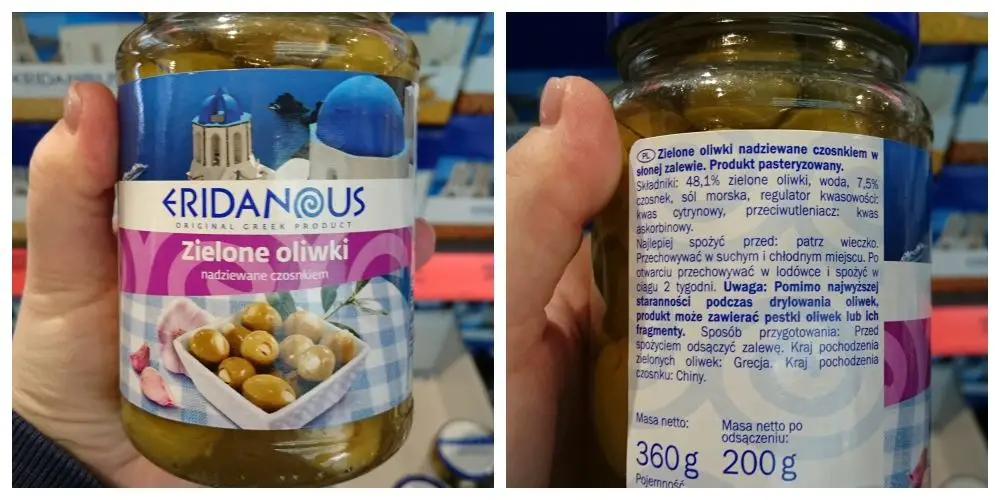 ERIDANOUS
ERIDANOUS
ORIGINAL GREEK PRODUCT
Zielone oliwki
nadziewane czosnkiem
PL Zielone oliwki nadziewane czosnkiem w
słonej zalewie. Produkt pasteryzowany.
Składniki: 48,1% zielone oliwki, woda, 7,5%
czosnek, sól morska, regulator kwasowości:
kwas cytrynowy, przeciwutleniacz: kwas
askorbinowy.
Najlepiej spożyć przed: patrz wieczko.
Przechowywać w suchym i chłodnym miejscu. Po
otwarciu przechowywać w lodówce i spożyć w
ciągu 2 tygodni. Uwaga: Pomimo najwyższej
staranności podczas drylowania oliwek,
produkt może zawierać pestki oliwek lub ich
fragmenty. Sposób przygotowania: Przed
spożyciem odsączyć zalewę. Kraj pochodzenia
zielonych oliwek: Grecja. Kraj pochodzenia
czosnku: Chiny.
Masa netto:
360 g
Masa netto po
odsączeniu:
200 g
Pojemność